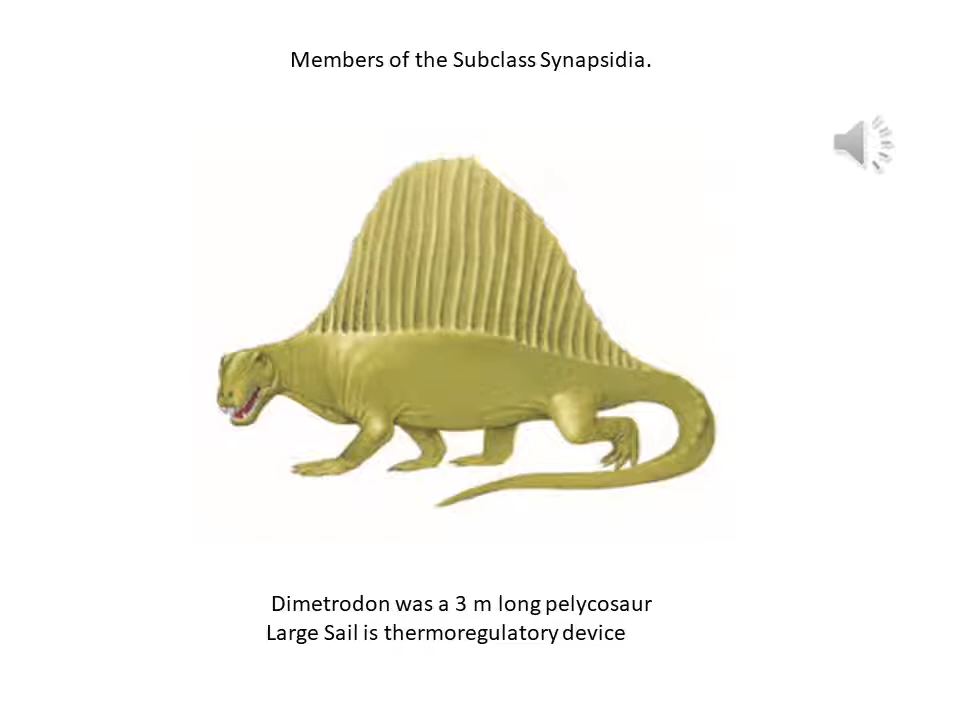 Members of the Subclass Synapsidia.
Dimetrodon was a 3 m long pelycosaur
Large Sail is thermoregulatory device